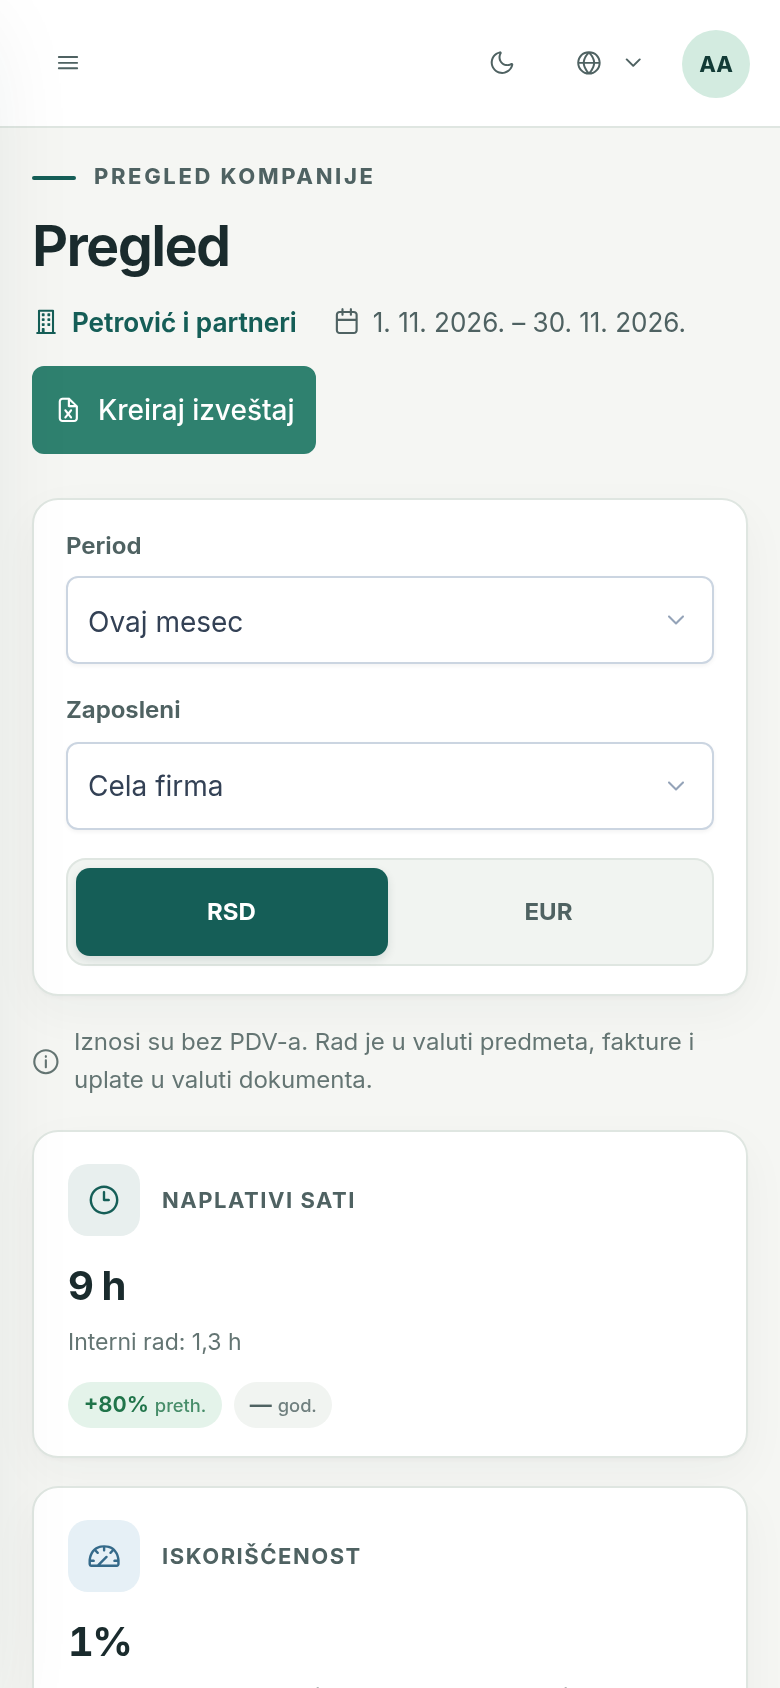 AA
PREGLED KOMPANIJE
Pregled
Petrović i partneri 1. 11. 2026. – 30. 11. 2026.
Kreiraj izveštaj
Period
Ovaj mesec
Zaposleni
Cela firma
RSD EUR
Iznosi su bez PDV-a. Rad je u valuti predmeta, fakture i
uplate u valuti dokumenta.
NAPLATIVI SATI
9 h
Interni rad: 1,3 h
+80% preth. — god.
ISKORIŠĆENOST
1%